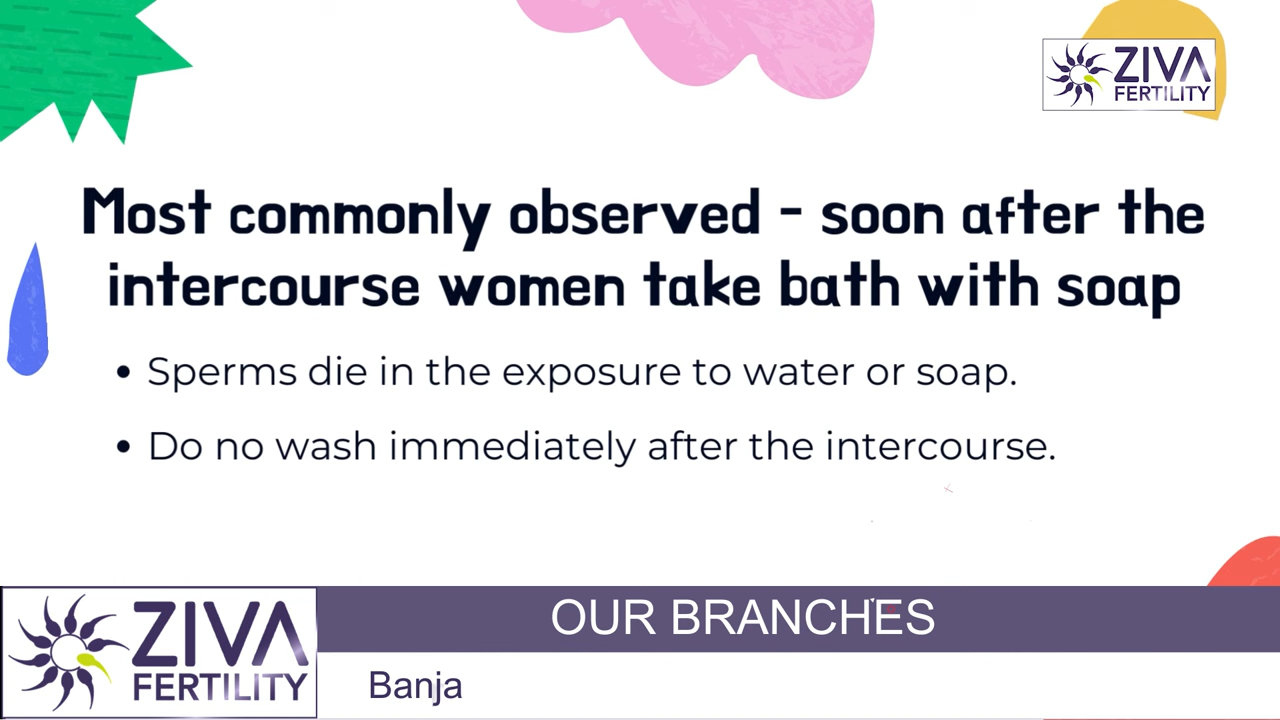 ZIVA
FERTILITY
Most commonly observed - soon after the
intercourse women take bath with soap
• Sperms die in the exposure to water or soap.
• Do no wash immediately after the intercourse.
ZIVA
FERTILITY
OUR BRANCHES
Banja